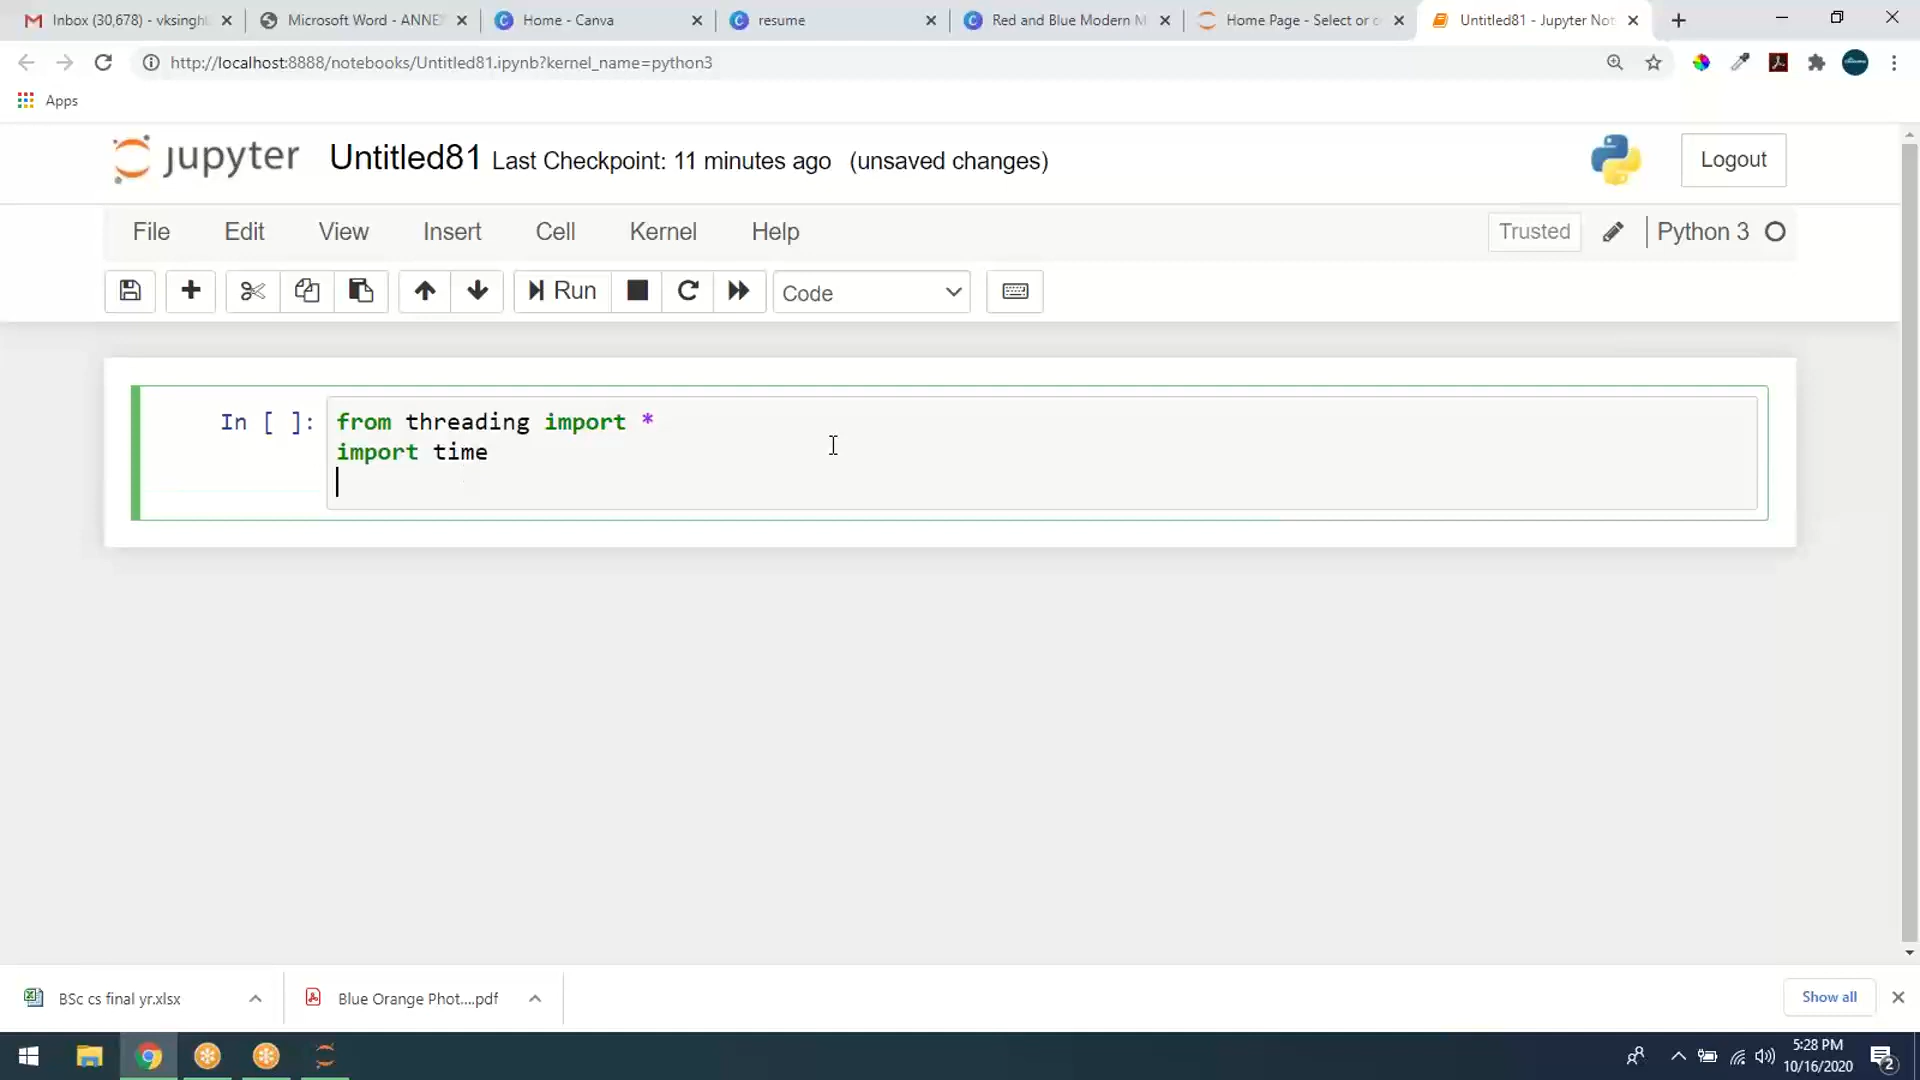 Inbox (30,678) - vksingh
Microsoft Word - ANNE
Home - Canva
resume
Red and Blue Modern
Home Page - Select or c
Untitled81 - Jupyter Not
http://localhost:8888/notebooks/Untitled81.ipynb?kernel_name=python3
Apps
jupyter Untitled81 Last Checkpoint: 11 minutes ago (unsaved changes)
Logout
File Edit View Insert Cell Kernel Help
Trusted Python 3
Run Code
In [ ]: from threading import *
import time
BSc cs final yr.xlsx
Blue Orange Phot....pdf
Show all
5:28 PM
10/16/2020
2